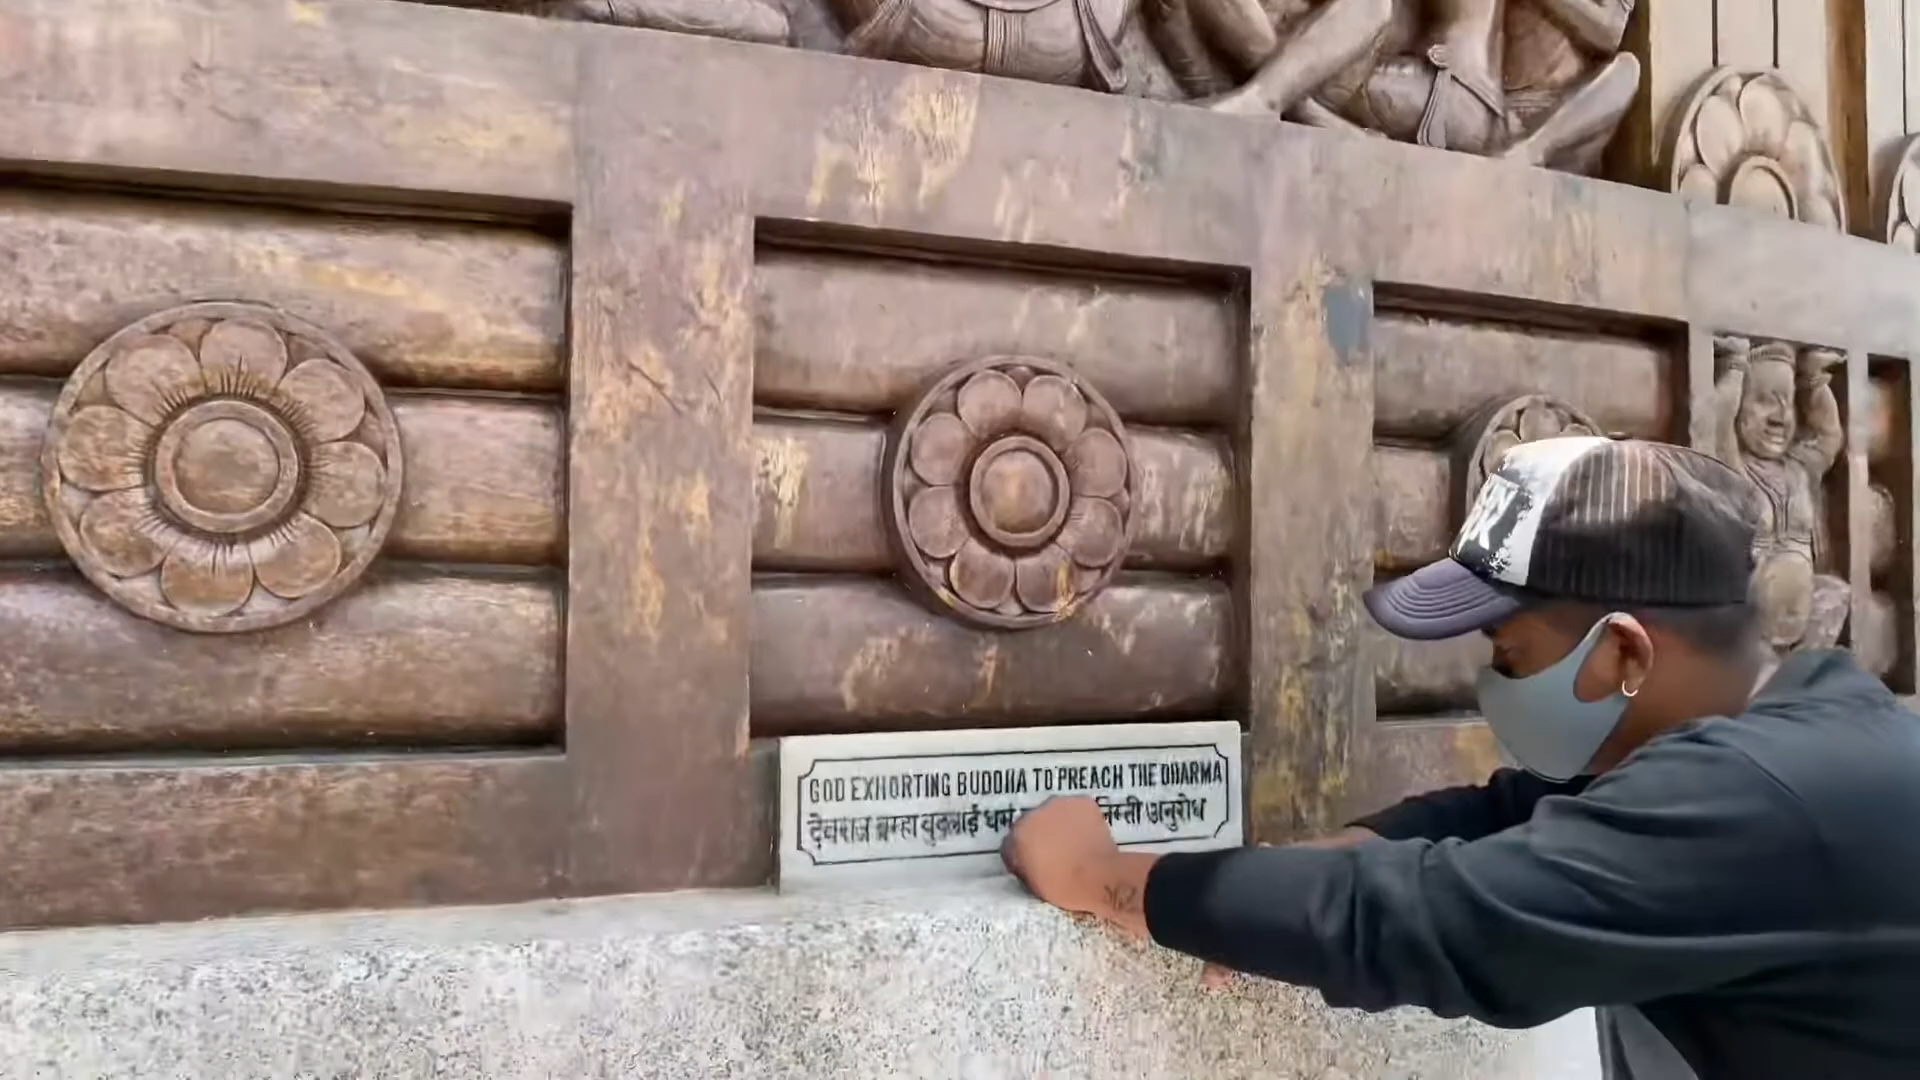 GOD EXHORTING BUDDHA TO PREACH THE DHARMA
देवराज ब्रम्हा वुद्धलाई धर्म निम्ती अनुरोध